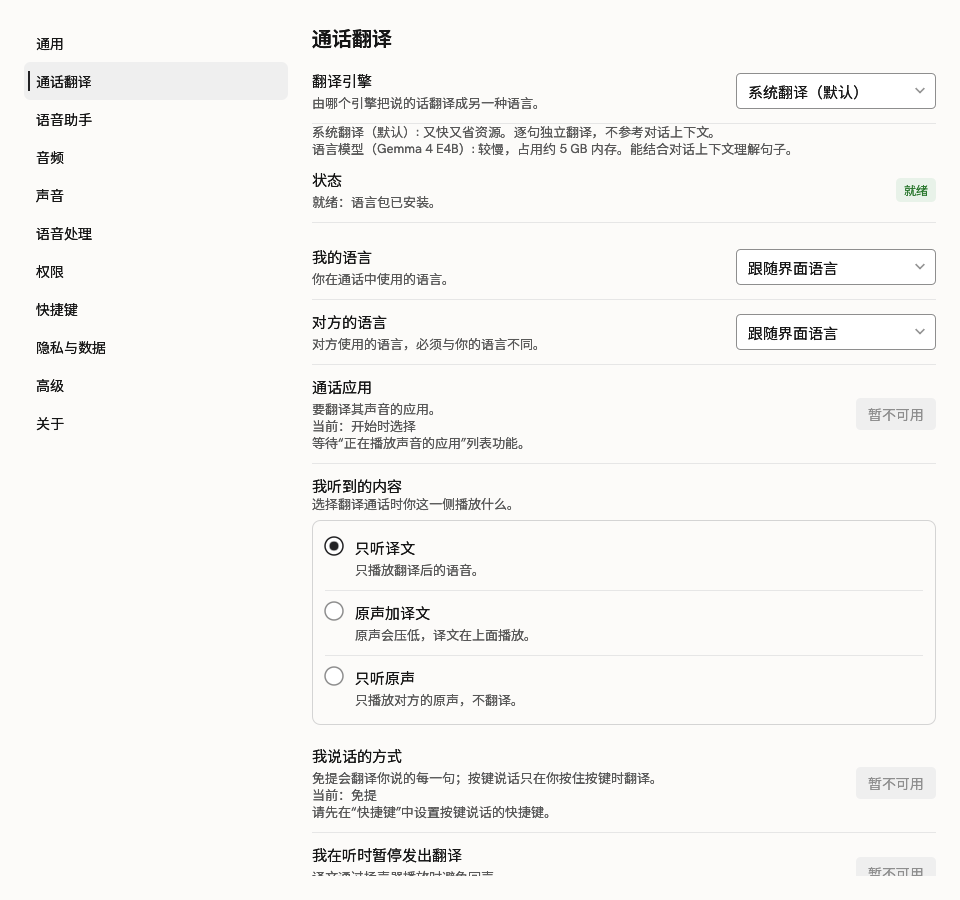 通用
通话翻译
语音助手
音频
声音
语音处理
权限
快捷键
隐私与数据
高级
关于
通话翻译
翻译引擎
由哪个引擎把说的话翻译成另一种语言。
系统翻译（默认）
系统翻译（默认）: 又快又省资源。逐句独立翻译，不参考对话上下文。
语言模型（Gemma 4 E4B）: 较慢，占用约 5 GB 内存。能结合对话上下文理解句子。
状态
就绪：语言包已安装。
就绪
我的语言
你在通话中使用的语言。
跟随界面语言
对方的语言
对方使用的语言，必须与你的语言不同。
跟随界面语言
通话应用
要翻译其声音的应用。
当前：开始时选择
等待“正在播放声音的应用”列表功能。
暂不可用
我听到的内容
选择翻译通话时你这一侧播放什么。
只听译文
只播放翻译后的语音。
原声加译文
原声会压低，译文在上面播放。
只听原声
只播放对方的原声，不翻译。
我说话的方式
免提会翻译你说的每一句；按键说话只在你按住按键时翻译。
当前：免提
请先在“快捷键”中设置按键说话的快捷键。
暂不可用
我在听时暂停发出翻译
译文通过扬声器播放时避免回声。
暂不可用